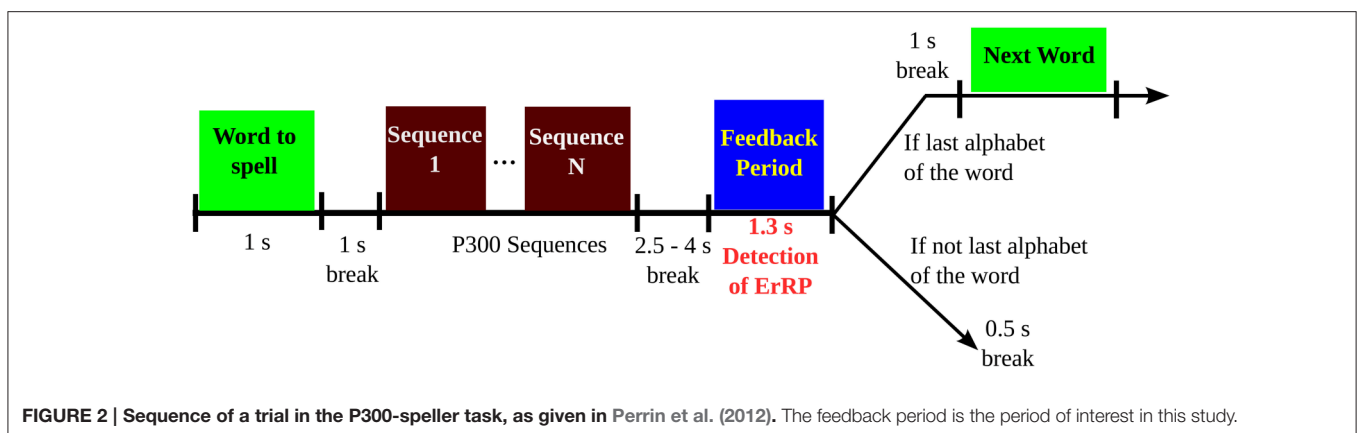 Word to
spell
Sequence
1
...
Sequence
N
Feedback
Period
1 s
break
Next Word
If last alphabet
of the word
1 s
1 s
break
P300 Sequences
2.5 - 4 s
break
1.3 s
Detection
of ErRP
If not last alphabet
of the word
0.5 s
break
FIGURE 2 | Sequence of a trial in the P300-speller task, as given in Perrin et al. (2012). The feedback period is the period of interest in this study.